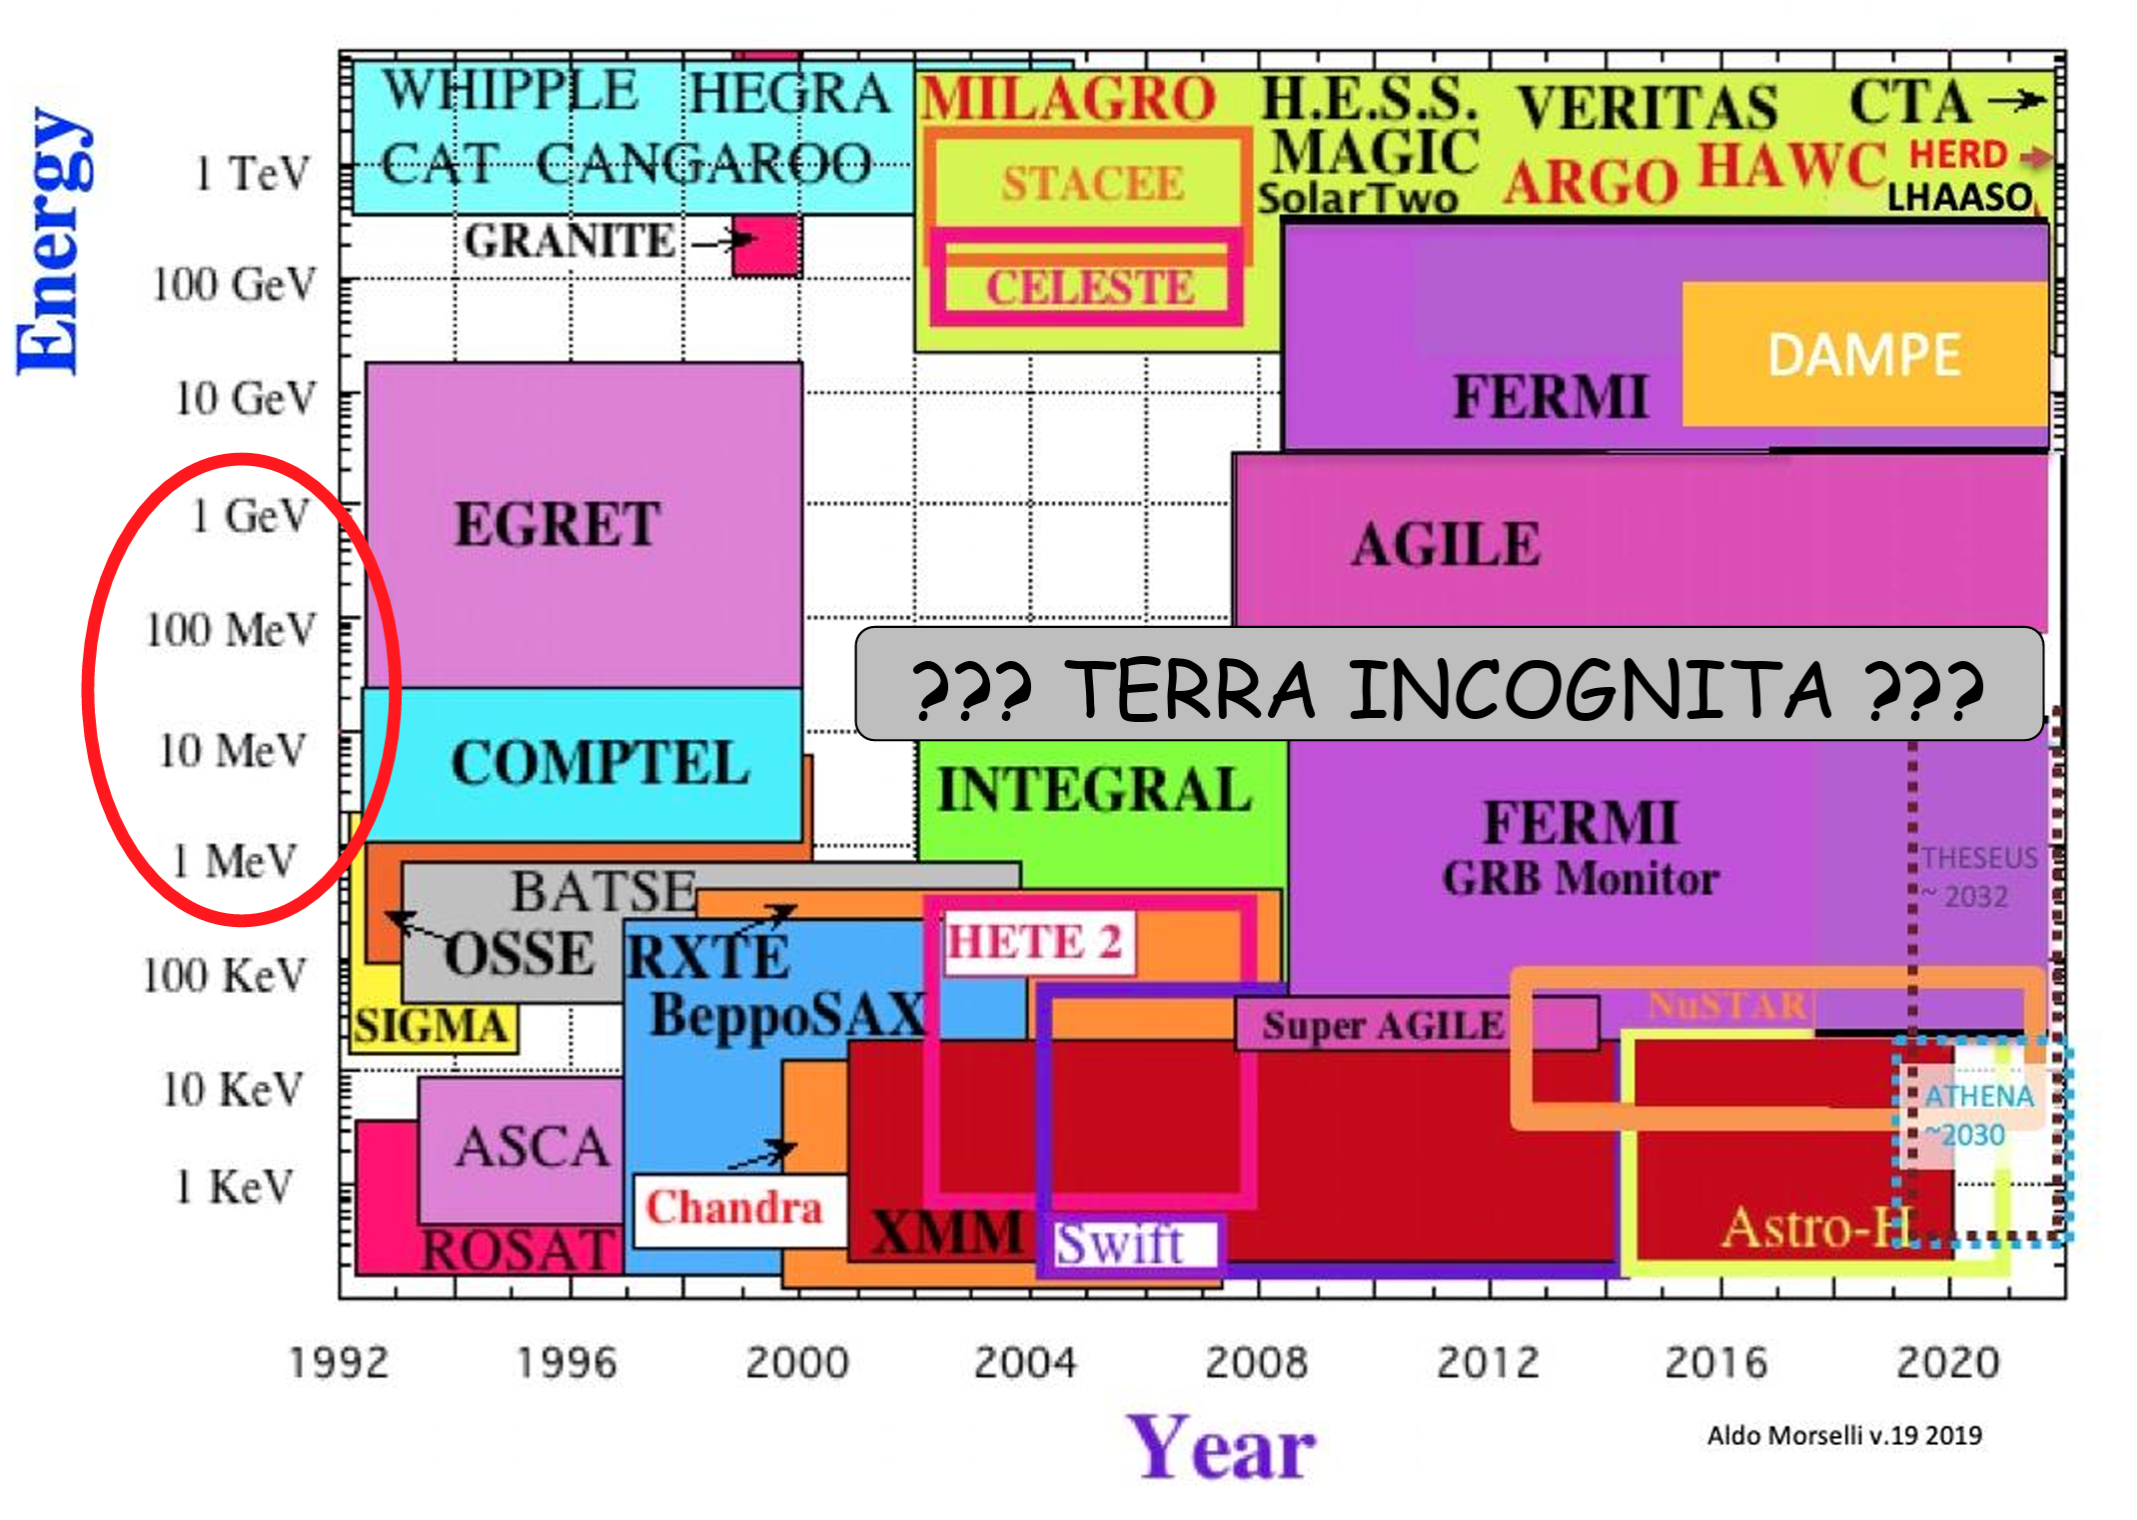 Energy
WHIPPLE HEGRA
CAT CANGAROO
MILAGRO
STACEE
CELESTE
H.E.S.S.
MAGIC
SolarTwo
VERITAS
ARGO HAWC
CTA
HERD
LHAASO
1 TeV
GRANITE
100 GeV
DAMPE
FERMI
10 GeV
1 GeV
EGRET
AGILE
100 MeV
??? TERRA INCOGNITA ???
10 MeV
COMPTEL
INTEGRAL
FERMI
GRB Monitor
THESEUS
~ 2032
1 MeV
BATSE
OSSE
RXTE
HETE 2
100 KeV
BeppoSAX
SIGMA
Super AGILE
NuSTAR
10 KeV
ATHENA
~2030
ASCA
1 KeV
Chandra
ROSAT
XMM
Swift
Astro-H
1992 1996 2000 2004 2008 2012 2016 2020
Year
Aldo Morselli v.19 2019